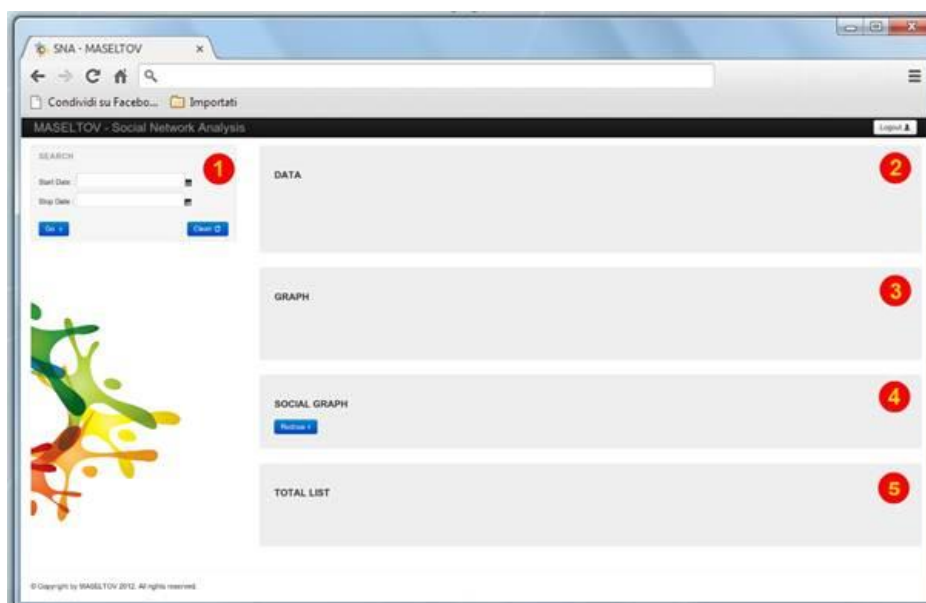 SNA - MASELTOV
Condividi su Facebo... Importati
MASELTOV - Social Network Analysis
Logout
SEARCH
1
Start Date:
Stop Date:
Go
Clean
DATA
2
GRAPH
3
SOCIAL GRAPH
4
Redraw
TOTAL LIST
5
© Copyright by MASELTOV 2012. All rights reserved.